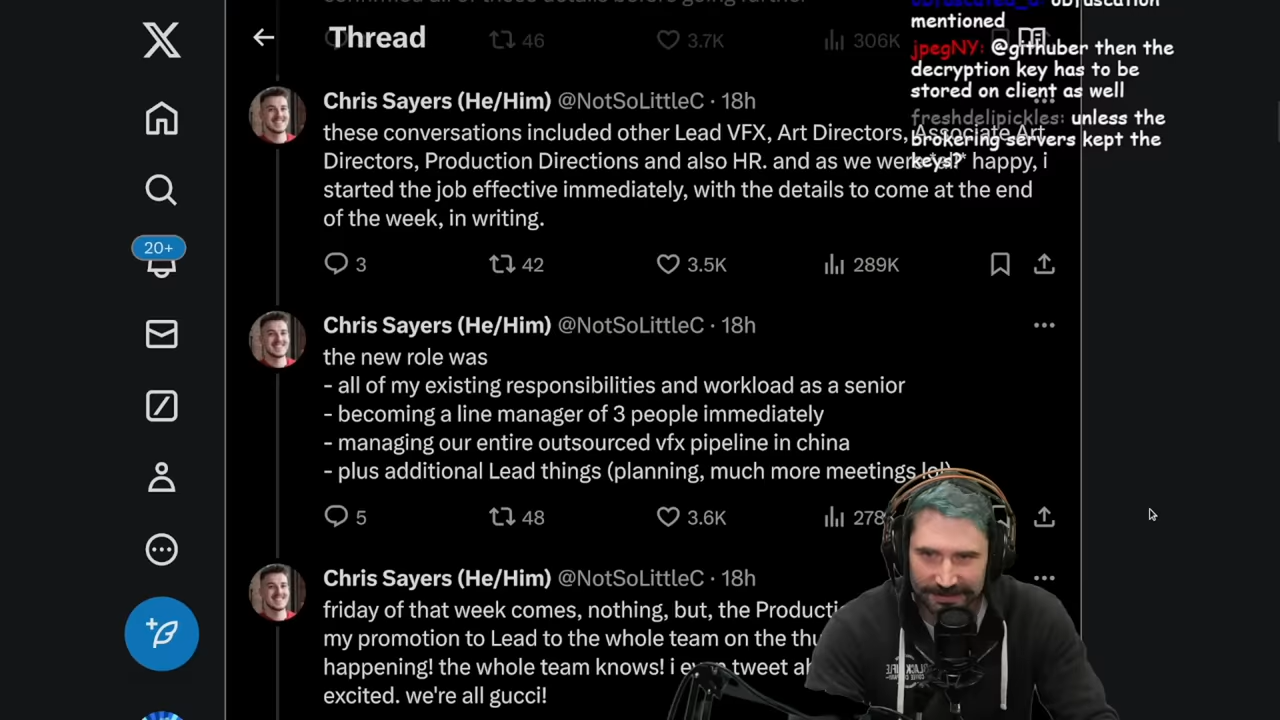 obfuscation
mentioned
Thread
46
3.7K
306K
jpegNY: @githuber then the
decryption key has to be
stored on client as well
freshdelipickles: unless the
brokering servers kept the
keys?
Chris Sayers (He/Him) @NotSoLittleC · 18h
these conversations included other Lead VFX, Art Directors, Associate Art
Directors, Production Directions and also HR. and as we were happy, i
started the job effective immediately, with the details to come at the end
of the week, in writing.
3
42
3.5K
289K
20+
Chris Sayers (He/Him) @NotSoLittleC · 18h
the new role was
- all of my existing responsibilities and workload as a senior
- becoming a line manager of 3 people immediately
- managing our entire outsourced vfx pipeline in china
- plus additional Lead things (planning, much more meetings lol)
5
48
3.6K
278
Chris Sayers (He/Him) @NotSoLittleC · 18h
friday of that week comes, nothing, but, the
my promotion to Lead to the whole team on the
happening! the whole team knows! i even tweet
excited. we're all gucci!